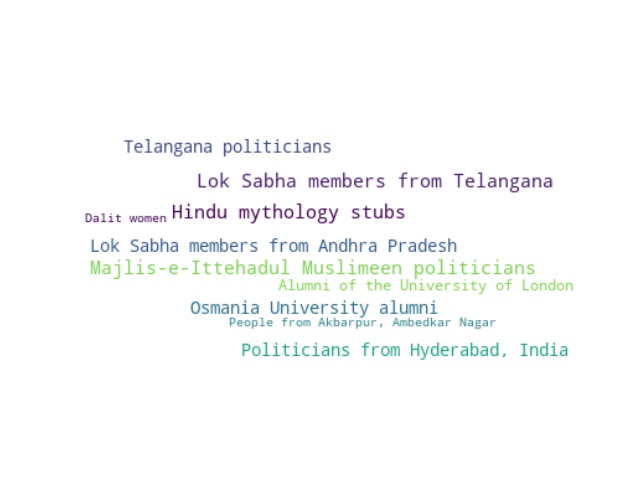 Telangana politicians
Lok Sabha members from Telangana
Dalit women Hindu mythology stubs
Lok Sabha members from Andhra Pradesh
Majlis-e-Ittehadul Muslimeen politicians
Alumni of the University of London
Osmania University alumni
People from Akbarpur, Ambedkar Nagar
Politicians from Hyderabad, India